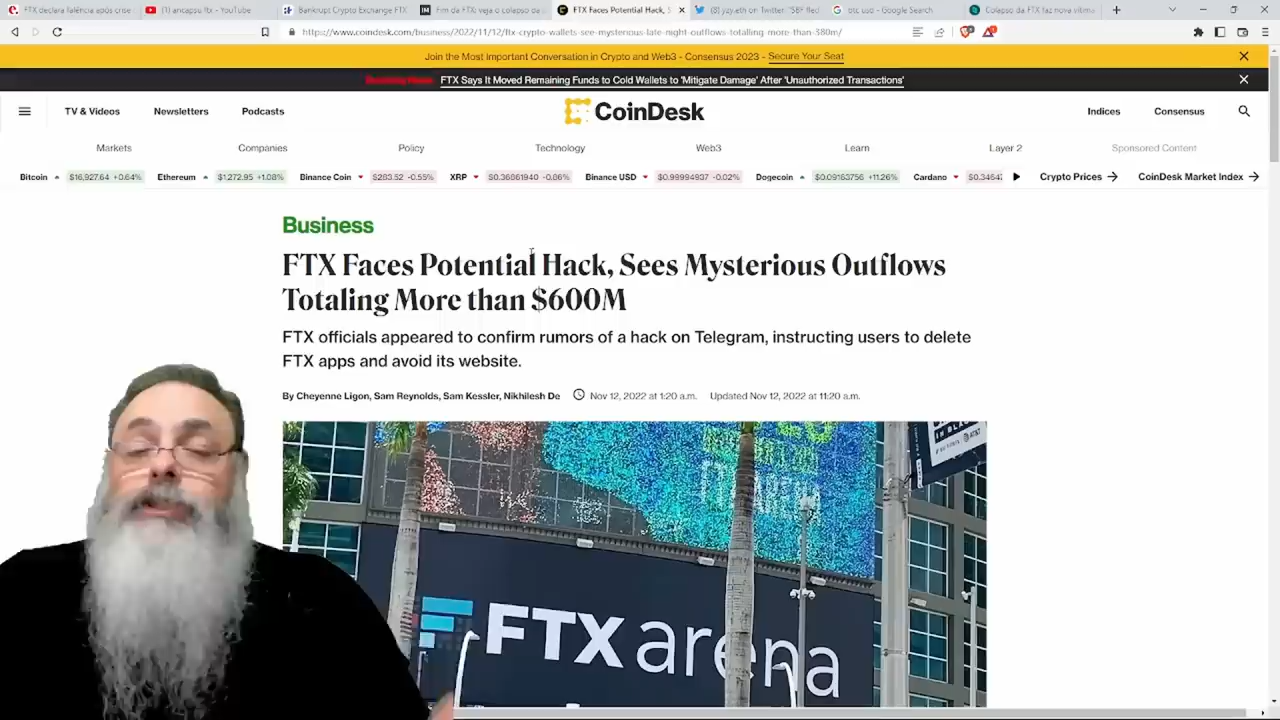 FTX declara falência após crise
(1) ancapsu ftx - YouTube
Bankrupt Crypto Exchange FTX
Fim da FTX: veja o colapso da
FTX Faces Potential Hack, S
(8) yzy.eth on Twitter: "SBF fled
btc usd - Google Search
Colapso da FTX faz nova vítima
https://www.coindesk.com/business/2022/11/12/ftx-crypto-wallets-see-mysterious-late-night-outflows-totalling-more-than-380m/
Join the Most Important Conversation in Crypto and Web3 - Consensus 2023 - Secure Your Seat
FTX Says It Moved Remaining Funds to Cold Wallets to 'Mitigate Damage' After 'Unauthorized Transactions'
TV & Videos Newsletters Podcasts CoinDesk Indices Consensus
Markets Companies Policy Technology Web3 Learn Layer 2 Sponsored Content
Bitcoin $16,927.64 +0.64% Ethereum $1,272.95 +1.08% Binance Coin $283.52 -0.55% XRP $0.36861940 -0.86% Binance USD $0.99994937 -0.02% Dogecoin $0.09163756 +11.26% Cardano $0.3464 Crypto Prices CoinDesk Market Index
Business
FTX Faces Potential Hack, Sees Mysterious Outflows
Totaling More than $600M
FTX officials appeared to confirm rumors of a hack on Telegram, instructing users to delete
FTX apps and avoid its website.
By Cheyenne Ligon, Sam Reynolds, Sam Kessler, Nikhilesh De Nov 12, 2022 at 1:20 a.m. Updated Nov 12, 2022 at 11:20 a.m.
FTX arena